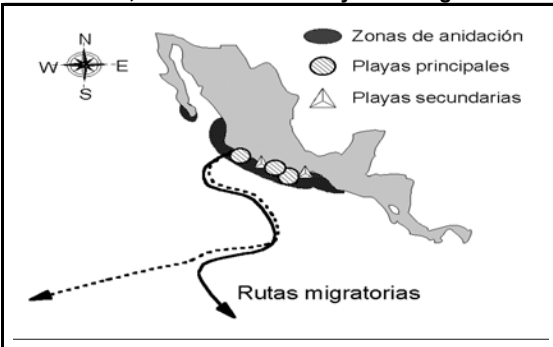 N
W E
S
Zonas de anidación
Playas principales
Playas secundarias
Rutas migratorias